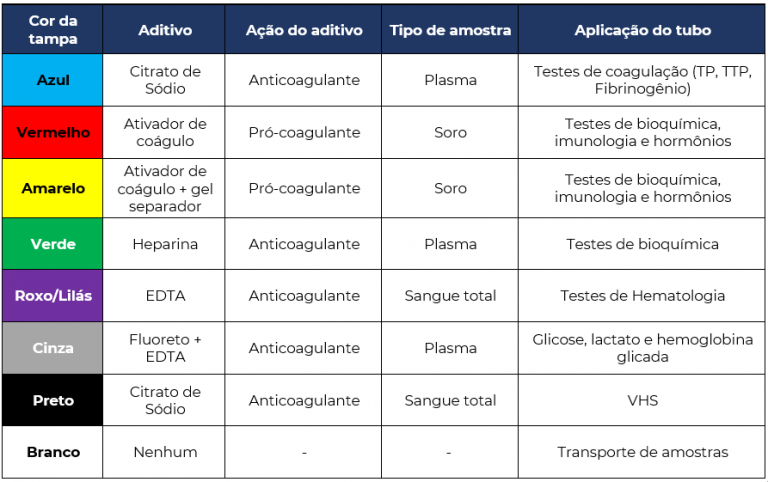 Cor da
tampa
Aditivo
Ação do aditivo
Tipo de amostra
Aplicação do tubo
Azul
Citrato de
Sódio
Anticoagulante
Plasma
Testes de coagulação (TP, TTP,
Fibrinogênio)
Vermelho
Ativador de
coágulo
Pró-coagulante
Soro
Testes de bioquímica,
imunologia e hormônios
Amarelo
Ativador de
coágulo + gel
separador
Pró-coagulante
Soro
Testes de bioquímica,
imunologia e hormônios
Verde
Heparina
Anticoagulante
Plasma
Testes de bioquímica
Roxo/Lilás
EDTA
Anticoagulante
Sangue total
Testes de Hematologia
Cinza
Fluoreto +
EDTA
Anticoagulante
Plasma
Glicose, lactato e hemoglobina
glicada
Preto
Citrato de
Sódio
Anticoagulante
Sangue total
VHS
Branco
Nenhum
-
-
Transporte de amostras